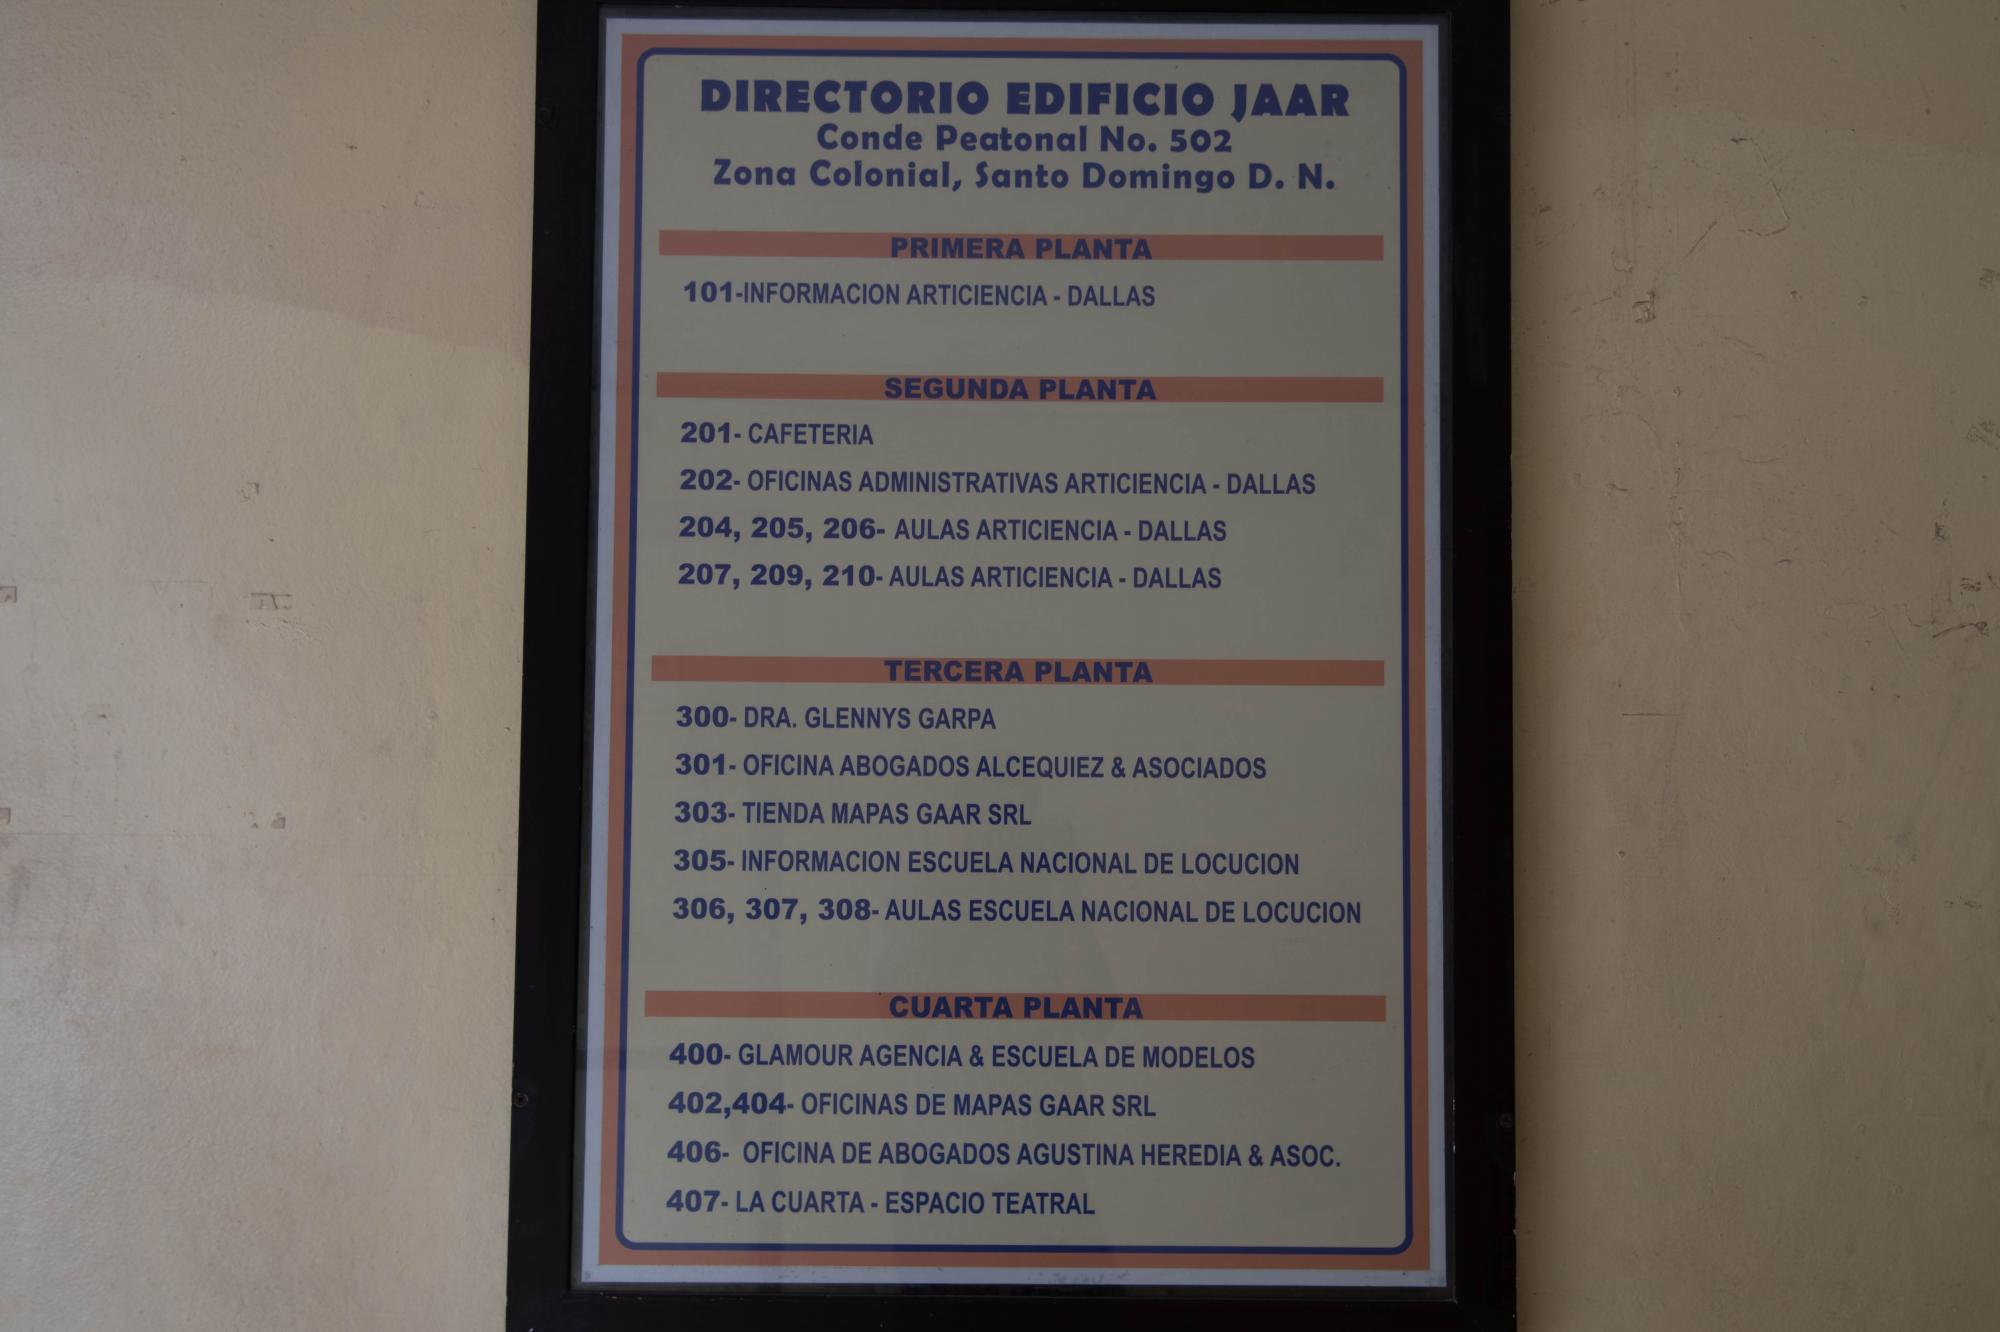 DIRECTORIO EDIFICIO JAAR
Conde Peatonal No. 502
Zona Colonial, Santo Domingo D. N.
PRIMERA PLANTA
101-INFORMACION ARTICIENCIA - DALLAS
SEGUNDA PLANTA
201- CAFETERIA
202- OFICINAS ADMINISTRATIVAS ARTICIENCIA - DALLAS
204, 205, 206- AULAS ARTICIENCIA - DALLAS
207, 209, 210- AULAS ARTICIENCIA - DALLAS
TERCERA PLANTA
300- DRA. GLENNYS GARPA
301- OFICINA ABOGADOS ALCEQUIEZ & ASOCIADOS
303- TIENDA MAPAS GAAR SRL
305- INFORMACION ESCUELA NACIONAL DE LOCUCION
306, 307, 308- AULAS ESCUELA NACIONAL DE LOCUCION
CUARTA PLANTA
400- GLAMOUR AGENCIA & ESCUELA DE MODELOS
402,404- OFICINAS DE MAPAS GAAR SRL
406- OFICINA DE ABOGADOS AGUSTINA HEREDIA & ASOC.
407- LA CUARTA - ESPACIO TEATRAL